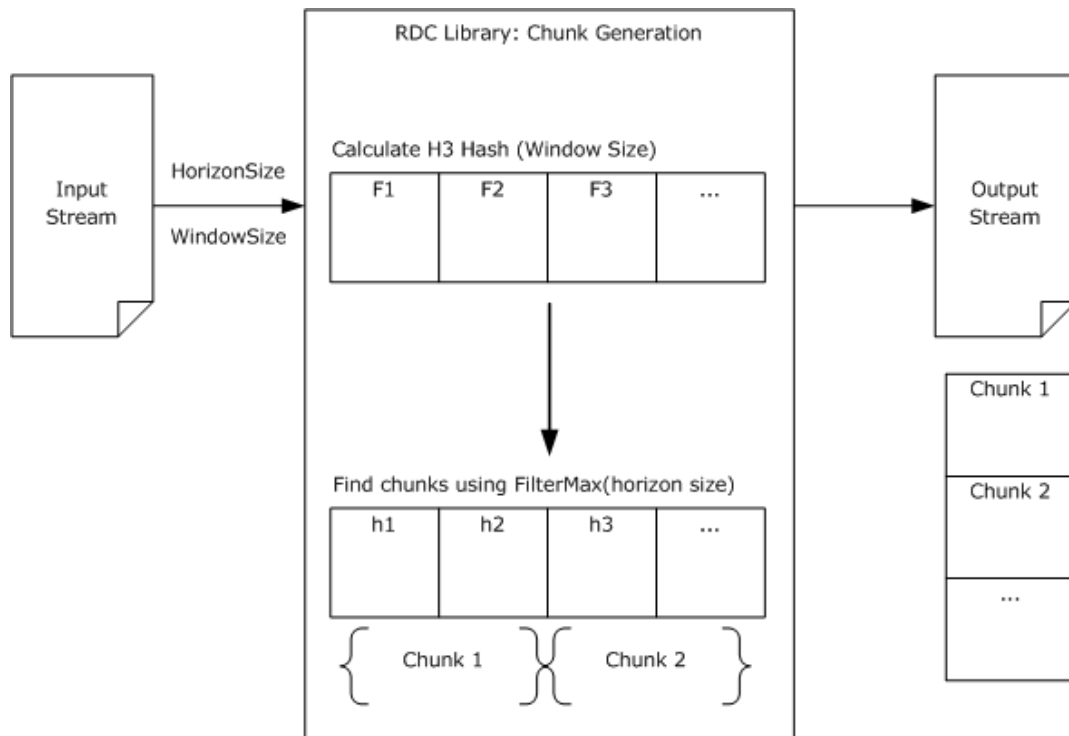 RDC Library: Chunk Generation
Input
Stream
HorizonSize
WindowSize
Calculate H3 Hash (Window Size)
F1 F2 F3 ...
Find chunks using FilterMax(horizon size)
h1 h2 h3 ...
Chunk 1 Chunk 2
Output
Stream
Chunk 1
Chunk 2
...